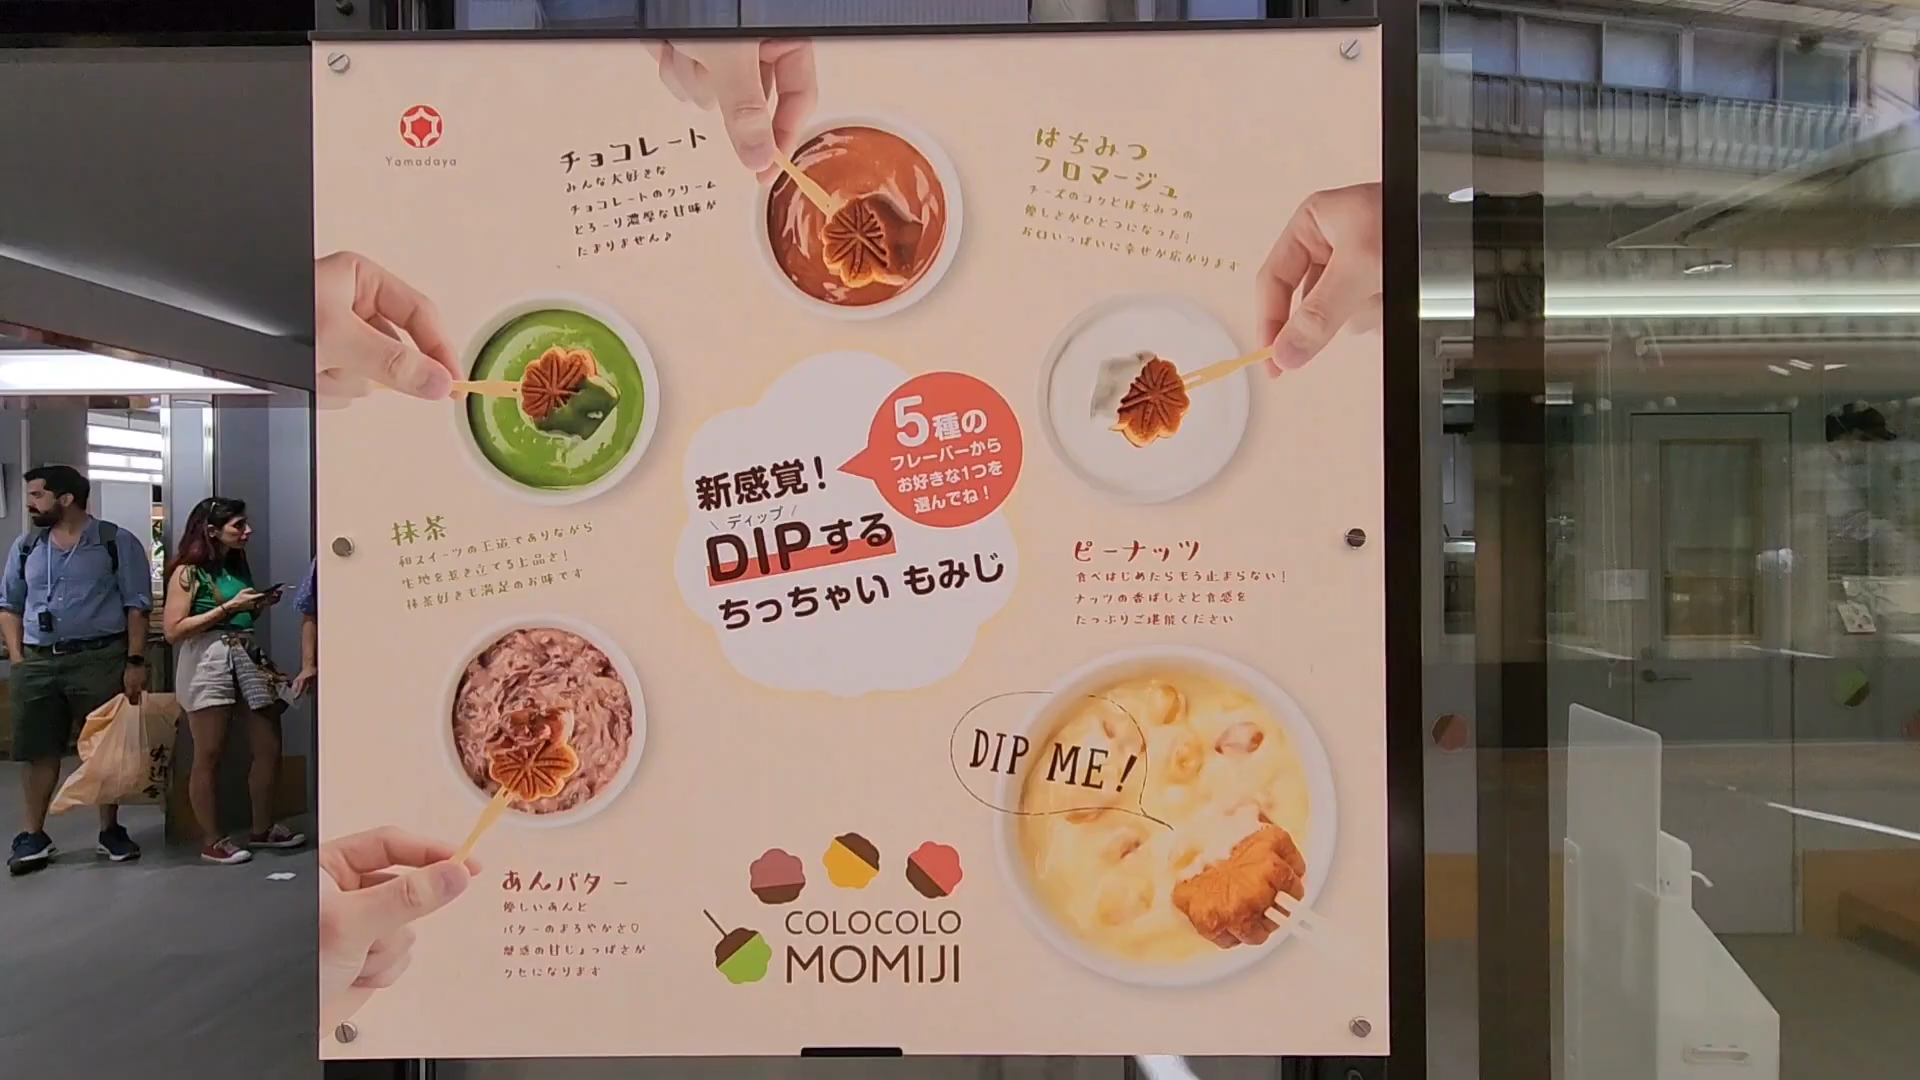 Yamadaya
チョコレート
みんな大好きな
チョコレートのクリーム
とろーり濃厚な甘味が
たまりません♪
はちみつ
フロマージュ
チーズのコクとはちみつの
優しさがひとつになった!
お口いっぱいに幸せが広がります
5種の
フレーバーから
お好きな1つを
選んでね!
新感覚!
\ ディップ /
DIPする
ちっちゃい もみじ
抹茶
和スイーツの王道でありながら
生地を惹き立てる上品さ!
抹茶好きも満足のお味です
ピーナッツ
食べはじめたらもう止まらない!
ナッツの香ばしさと食感を
たっぷりご堪能ください
DIP ME!
あんバター
優しいあんと
バターのまろやかさ♡
魅惑の甘じょっぱさが
クセになります
COLOCOLO
MOMIJI